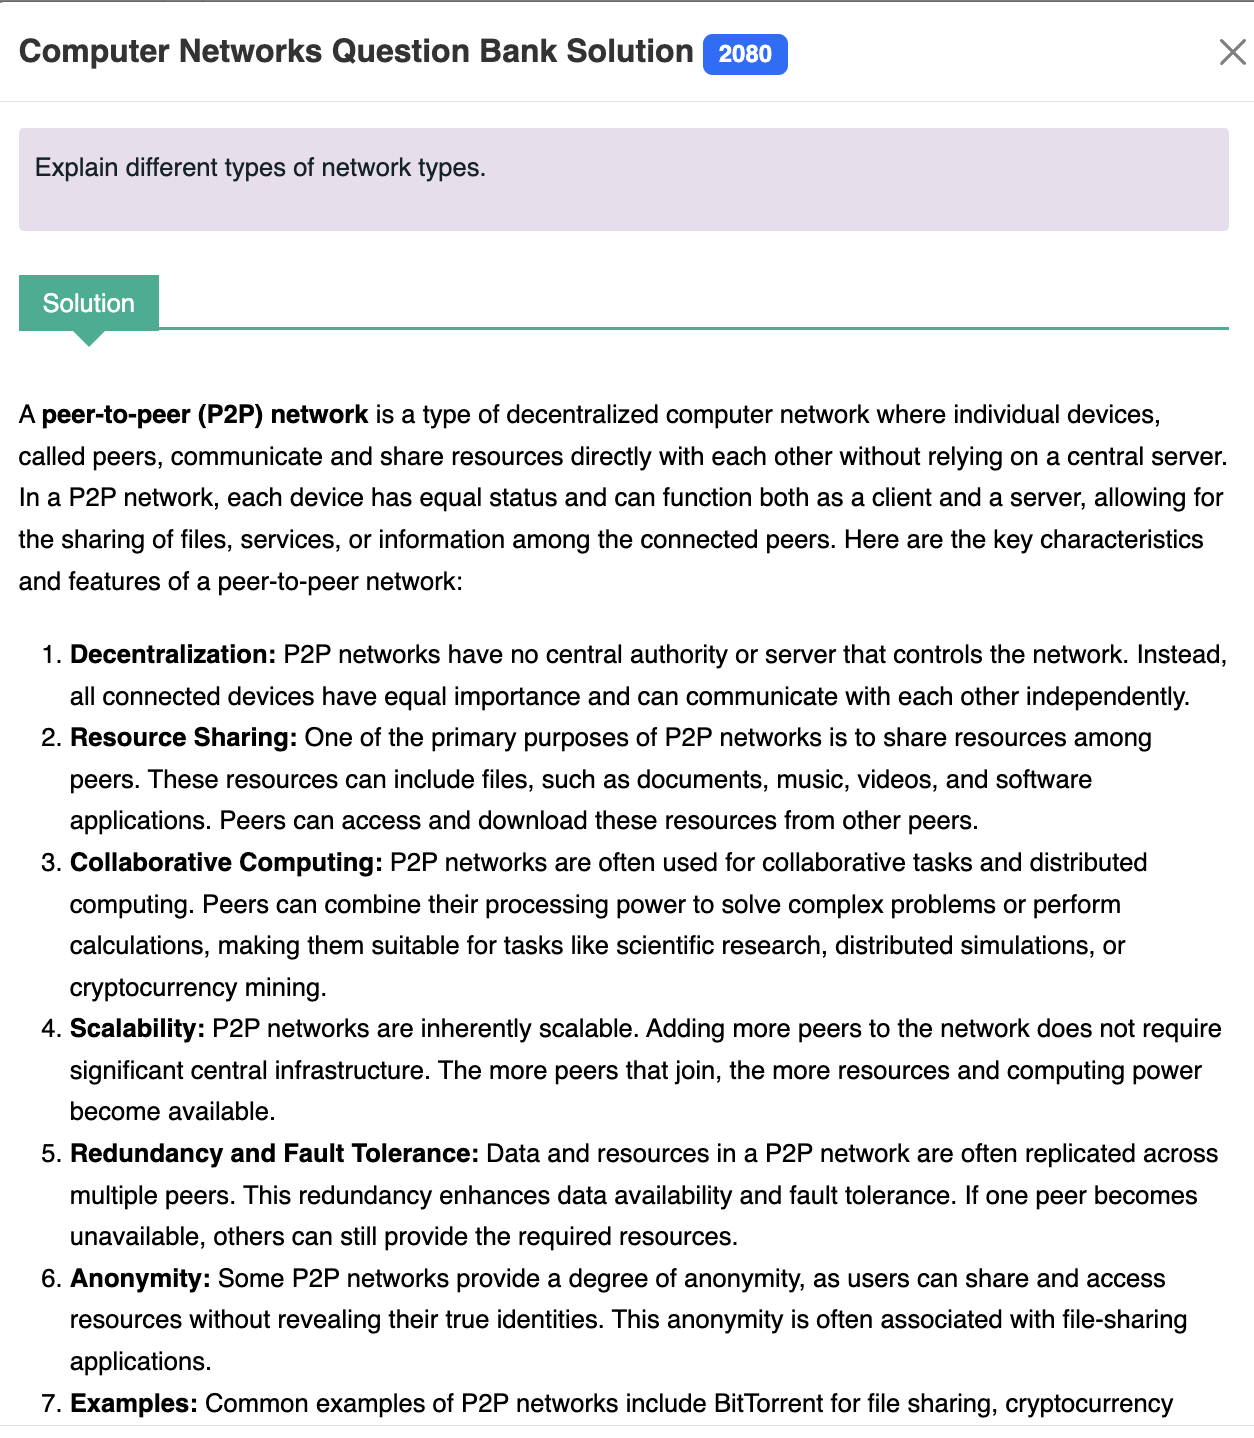 Computer Networks Question Bank Solution 2080
Explain different types of network types.
Solution
A peer-to-peer (P2P) network is a type of decentralized computer network where individual devices,
called peers, communicate and share resources directly with each other without relying on a central server.
In a P2P network, each device has equal status and can function both as a client and a server, allowing for
the sharing of files, services, or information among the connected peers. Here are the key characteristics
and features of a peer-to-peer network:
1. Decentralization: P2P networks have no central authority or server that controls the network. Instead,
all connected devices have equal importance and can communicate with each other independently.
2. Resource Sharing: One of the primary purposes of P2P networks is to share resources among
peers. These resources can include files, such as documents, music, videos, and software
applications. Peers can access and download these resources from other peers.
3. Collaborative Computing: P2P networks are often used for collaborative tasks and distributed
computing. Peers can combine their processing power to solve complex problems or perform
calculations, making them suitable for tasks like scientific research, distributed simulations, or
cryptocurrency mining.
4. Scalability: P2P networks are inherently scalable. Adding more peers to the network does not require
significant central infrastructure. The more peers that join, the more resources and computing power
become available.
5. Redundancy and Fault Tolerance: Data and resources in a P2P network are often replicated across
multiple peers. This redundancy enhances data availability and fault tolerance. If one peer becomes
unavailable, others can still provide the required resources.
6. Anonymity: Some P2P networks provide a degree of anonymity, as users can share and access
resources without revealing their true identities. This anonymity is often associated with file-sharing
applications.
7. Examples: Common examples of P2P networks include BitTorrent for file sharing, cryptocurrency